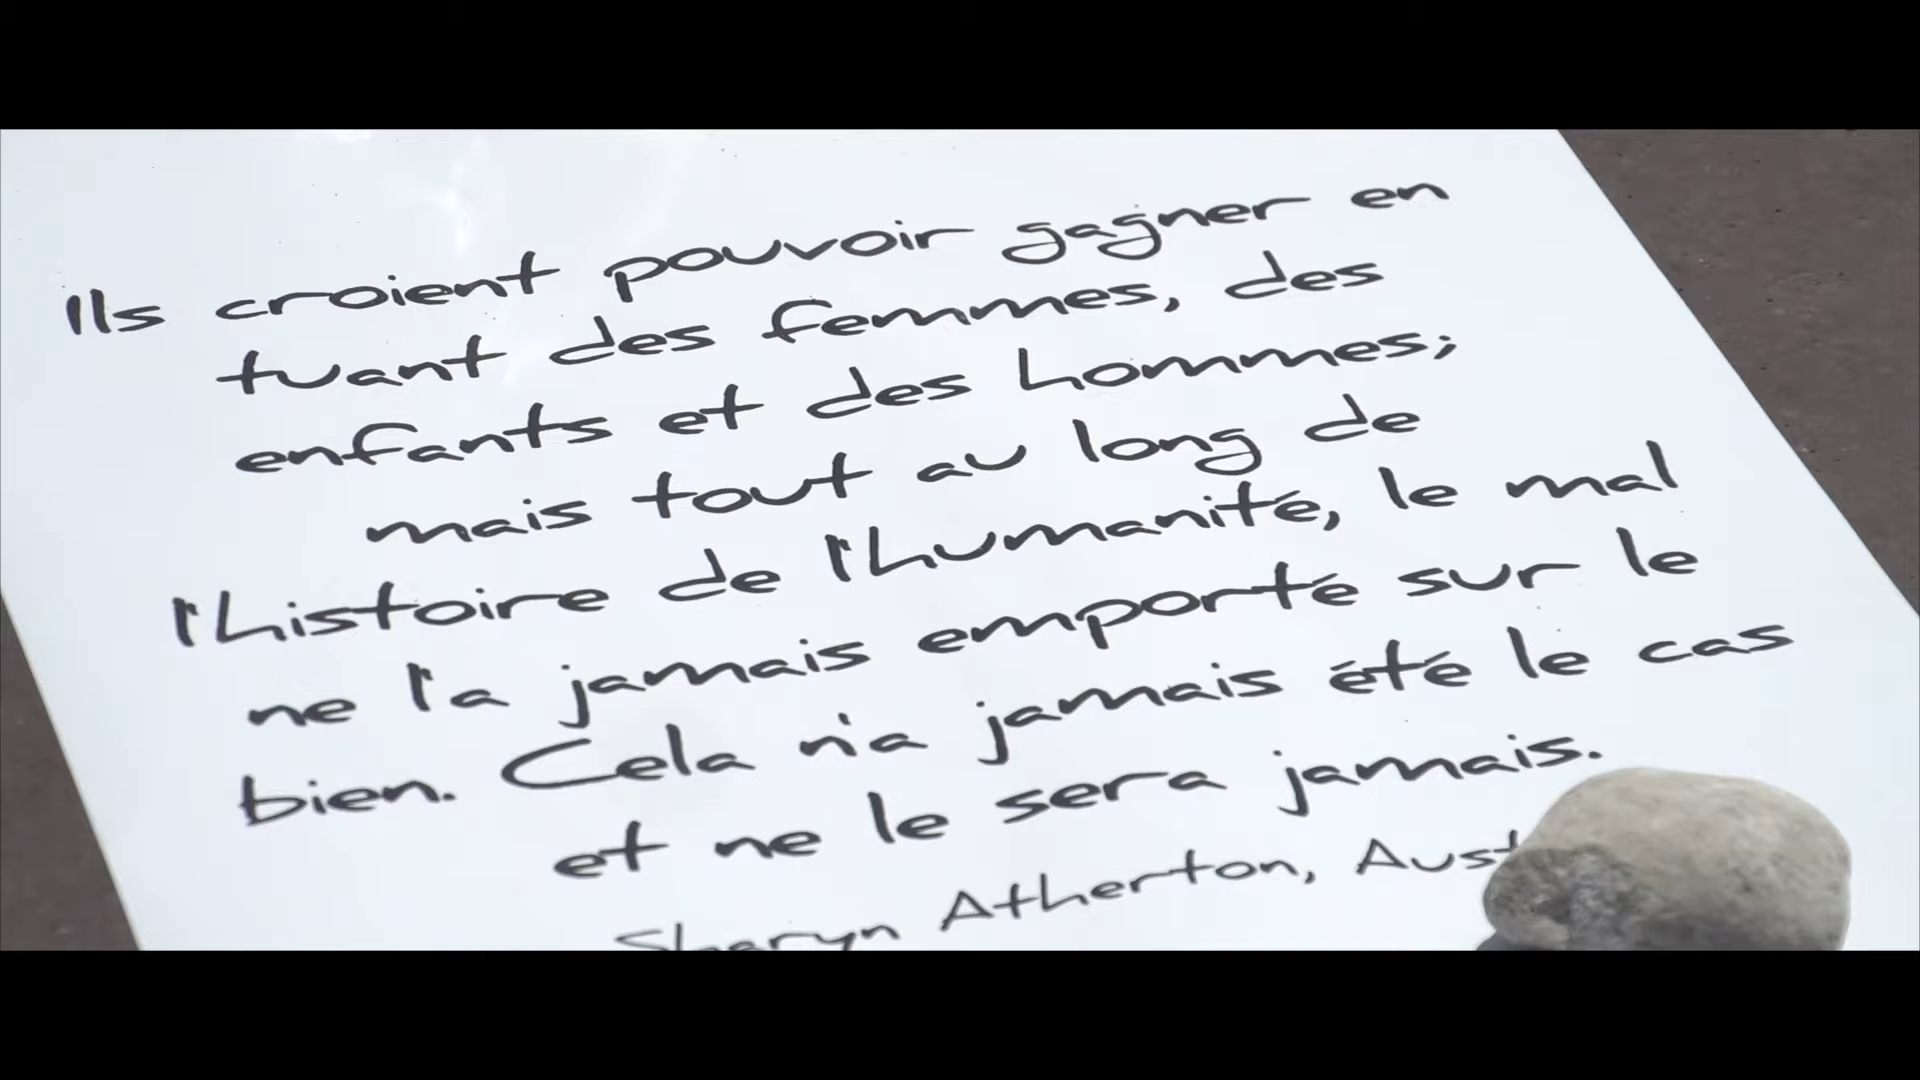 Ils croient pouvoir gagner en
tuant des femmes, des
enfants et des hommes;
mais tout au long de
l'histoire de l'humanité, le mal
ne l'a jamais emporté sur le
bien. Cela n'a jamais été le cas
et ne le sera jamais.
Sharyn Atherton,